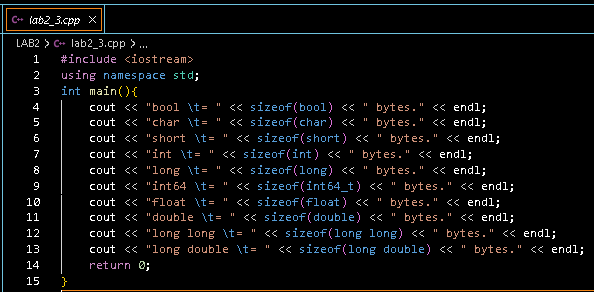 C++ lab2_3.cpp ×
LAB2 > C++ lab2_3.cpp > ...
1 #include <iostream>
2 using namespace std;
3 int main(){
4 cout << "bool \t= " << sizeof(bool) << " bytes." << endl;
5 cout << "char \t= " << sizeof(char) << " bytes." << endl;
6 cout << "short \t= " << sizeof(short) << " bytes." << endl;
7 cout << "int \t= " << sizeof(int) << " bytes." << endl;
8 cout << "long \t= " << sizeof(long) << " bytes." << endl;
9 cout << "int64 \t= " << sizeof(int64_t) << " bytes." << endl;
10 cout << "float \t= " << sizeof(float) << " bytes." << endl;
11 cout << "double \t= " << sizeof(double) << " bytes." << endl;
12 cout << "long long \t= " << sizeof(long long) << " bytes." << endl;
13 cout << "long double \t= " << sizeof(long double) << " bytes." << endl;
14 return 0;
15 }